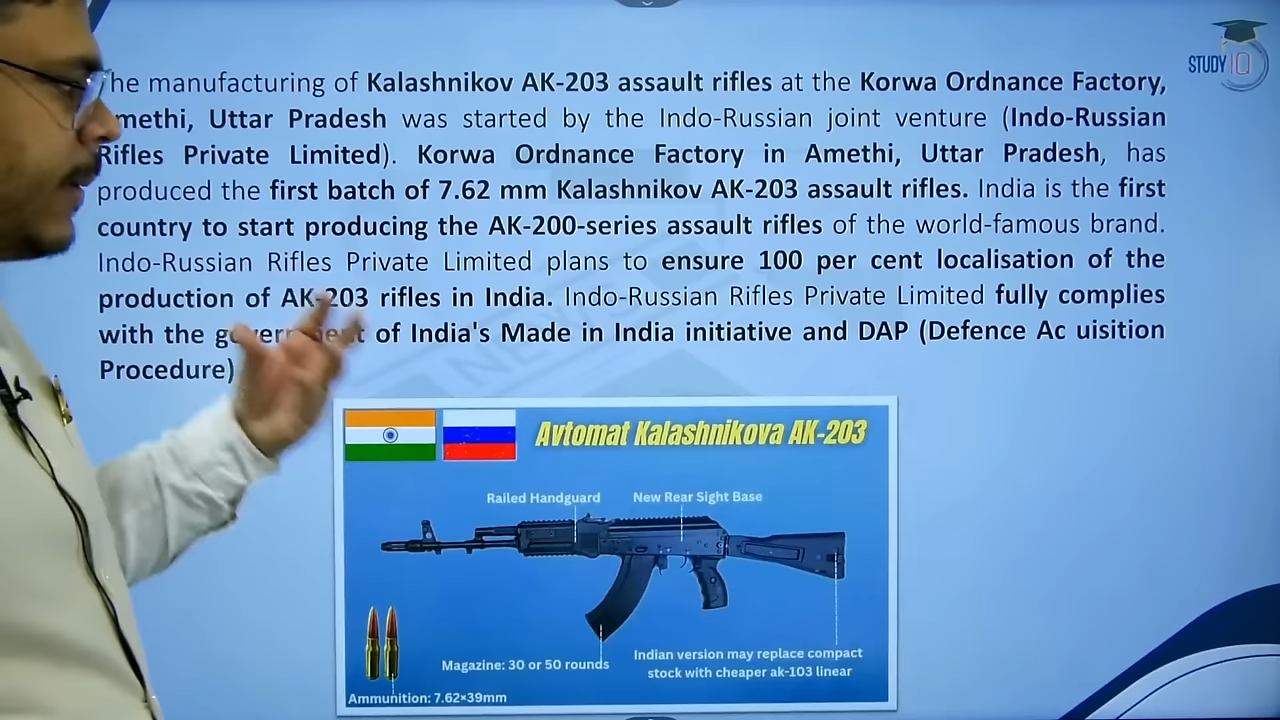 STUDY IQ
he manufacturing of Kalashnikov AK-203 assault rifles at the Korwa Ordnance Factory,
methi, Uttar Pradesh was started by the Indo-Russian joint venture (Indo-Russian
Rifles Private Limited). Korwa Ordnance Factory in Amethi, Uttar Pradesh, has
produced the first batch of 7.62 mm Kalashnikov AK-203 assault rifles. India is the first
country to start producing the AK-200-series assault rifles of the world-famous brand.
Indo-Russian Rifles Private Limited plans to ensure 100 per cent localisation of the
production of AK-203 rifles in India. Indo-Russian Rifles Private Limited fully complies
with the government of India's Made in India initiative and DAP (Defence Ac uisition
Procedure)
Avtomat Kalashnikova AK-203
Railed Handguard
New Rear Sight Base
Magazine: 30 or 50 rounds
Indian version may replace compact
stock with cheaper ak-103 linear
Ammunition: 7.62×39mm